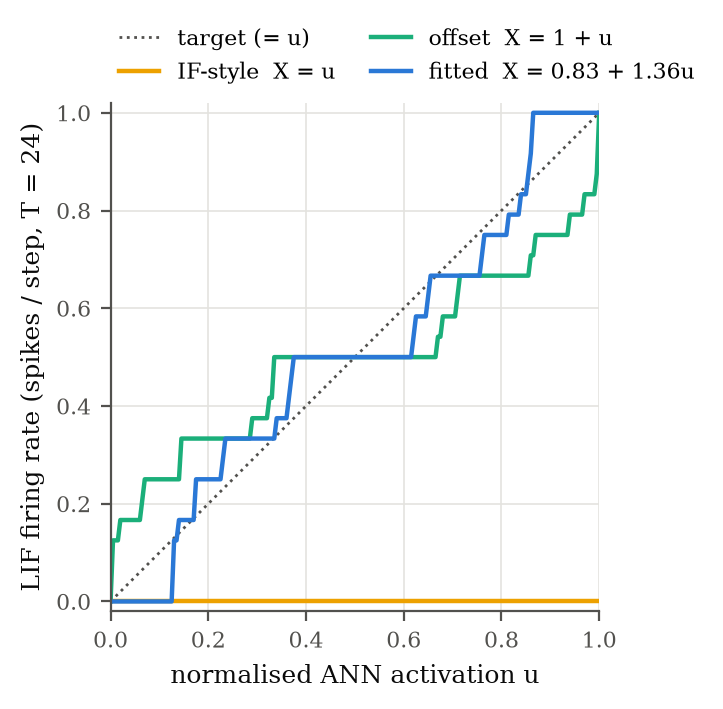 target (= u)
IF-style X = u
offset X = 1 + u
fitted X = 0.83 + 1.36u
LIF firing rate (spikes / step, T = 24)
1.0
0.8
0.6
0.4
0.2
0.0
0.0 0.2 0.4 0.6 0.8 1.0
normalised ANN activation u